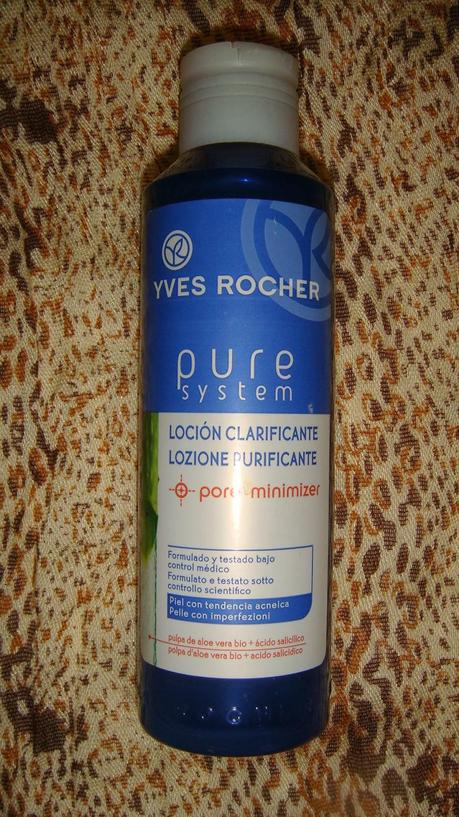 YVES ROCHER
pure
system
LOCIÓN CLARIFICANTE
LOZIONE PURIFICANTE
pore minimizer
Formulado y testado bajo
control médico
Formulato e testato sotto
controllo scientifico
Piel con tendencia acneica
Pelle con imperfezioni
pulpa de aloe vera bio + ácido salicílico
polpa d'aloe vera bio + acido salicidico